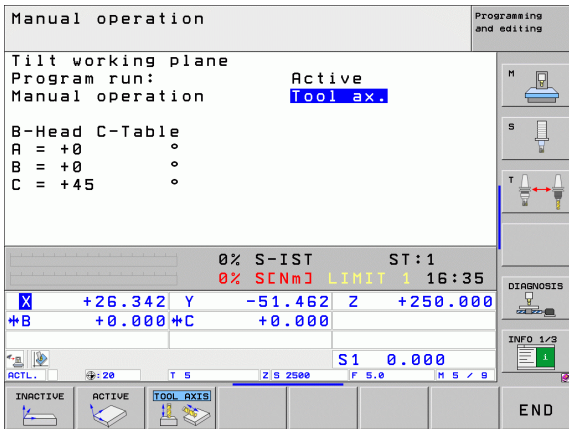 Manual operation
Programming
and editing
Tilt working plane
Program run: Active
Manual operation Tool ax.
B-Head C-Table
A = +0 °
B = +0 °
C = +45 °
0% S-IST ST:1
0% S[Nm] LIMIT 1 16:35
X +26.342 Y -51.462 Z +250.000
B +0.000 C +0.000
S1 0.000
ACTL. :20 T 5 Z S 2500 F 5.0 M 5 / 9
M
S
T
DIAGNOSIS
INFO 1/3
i
INACTIVE ACTIVE TOOL AXIS END